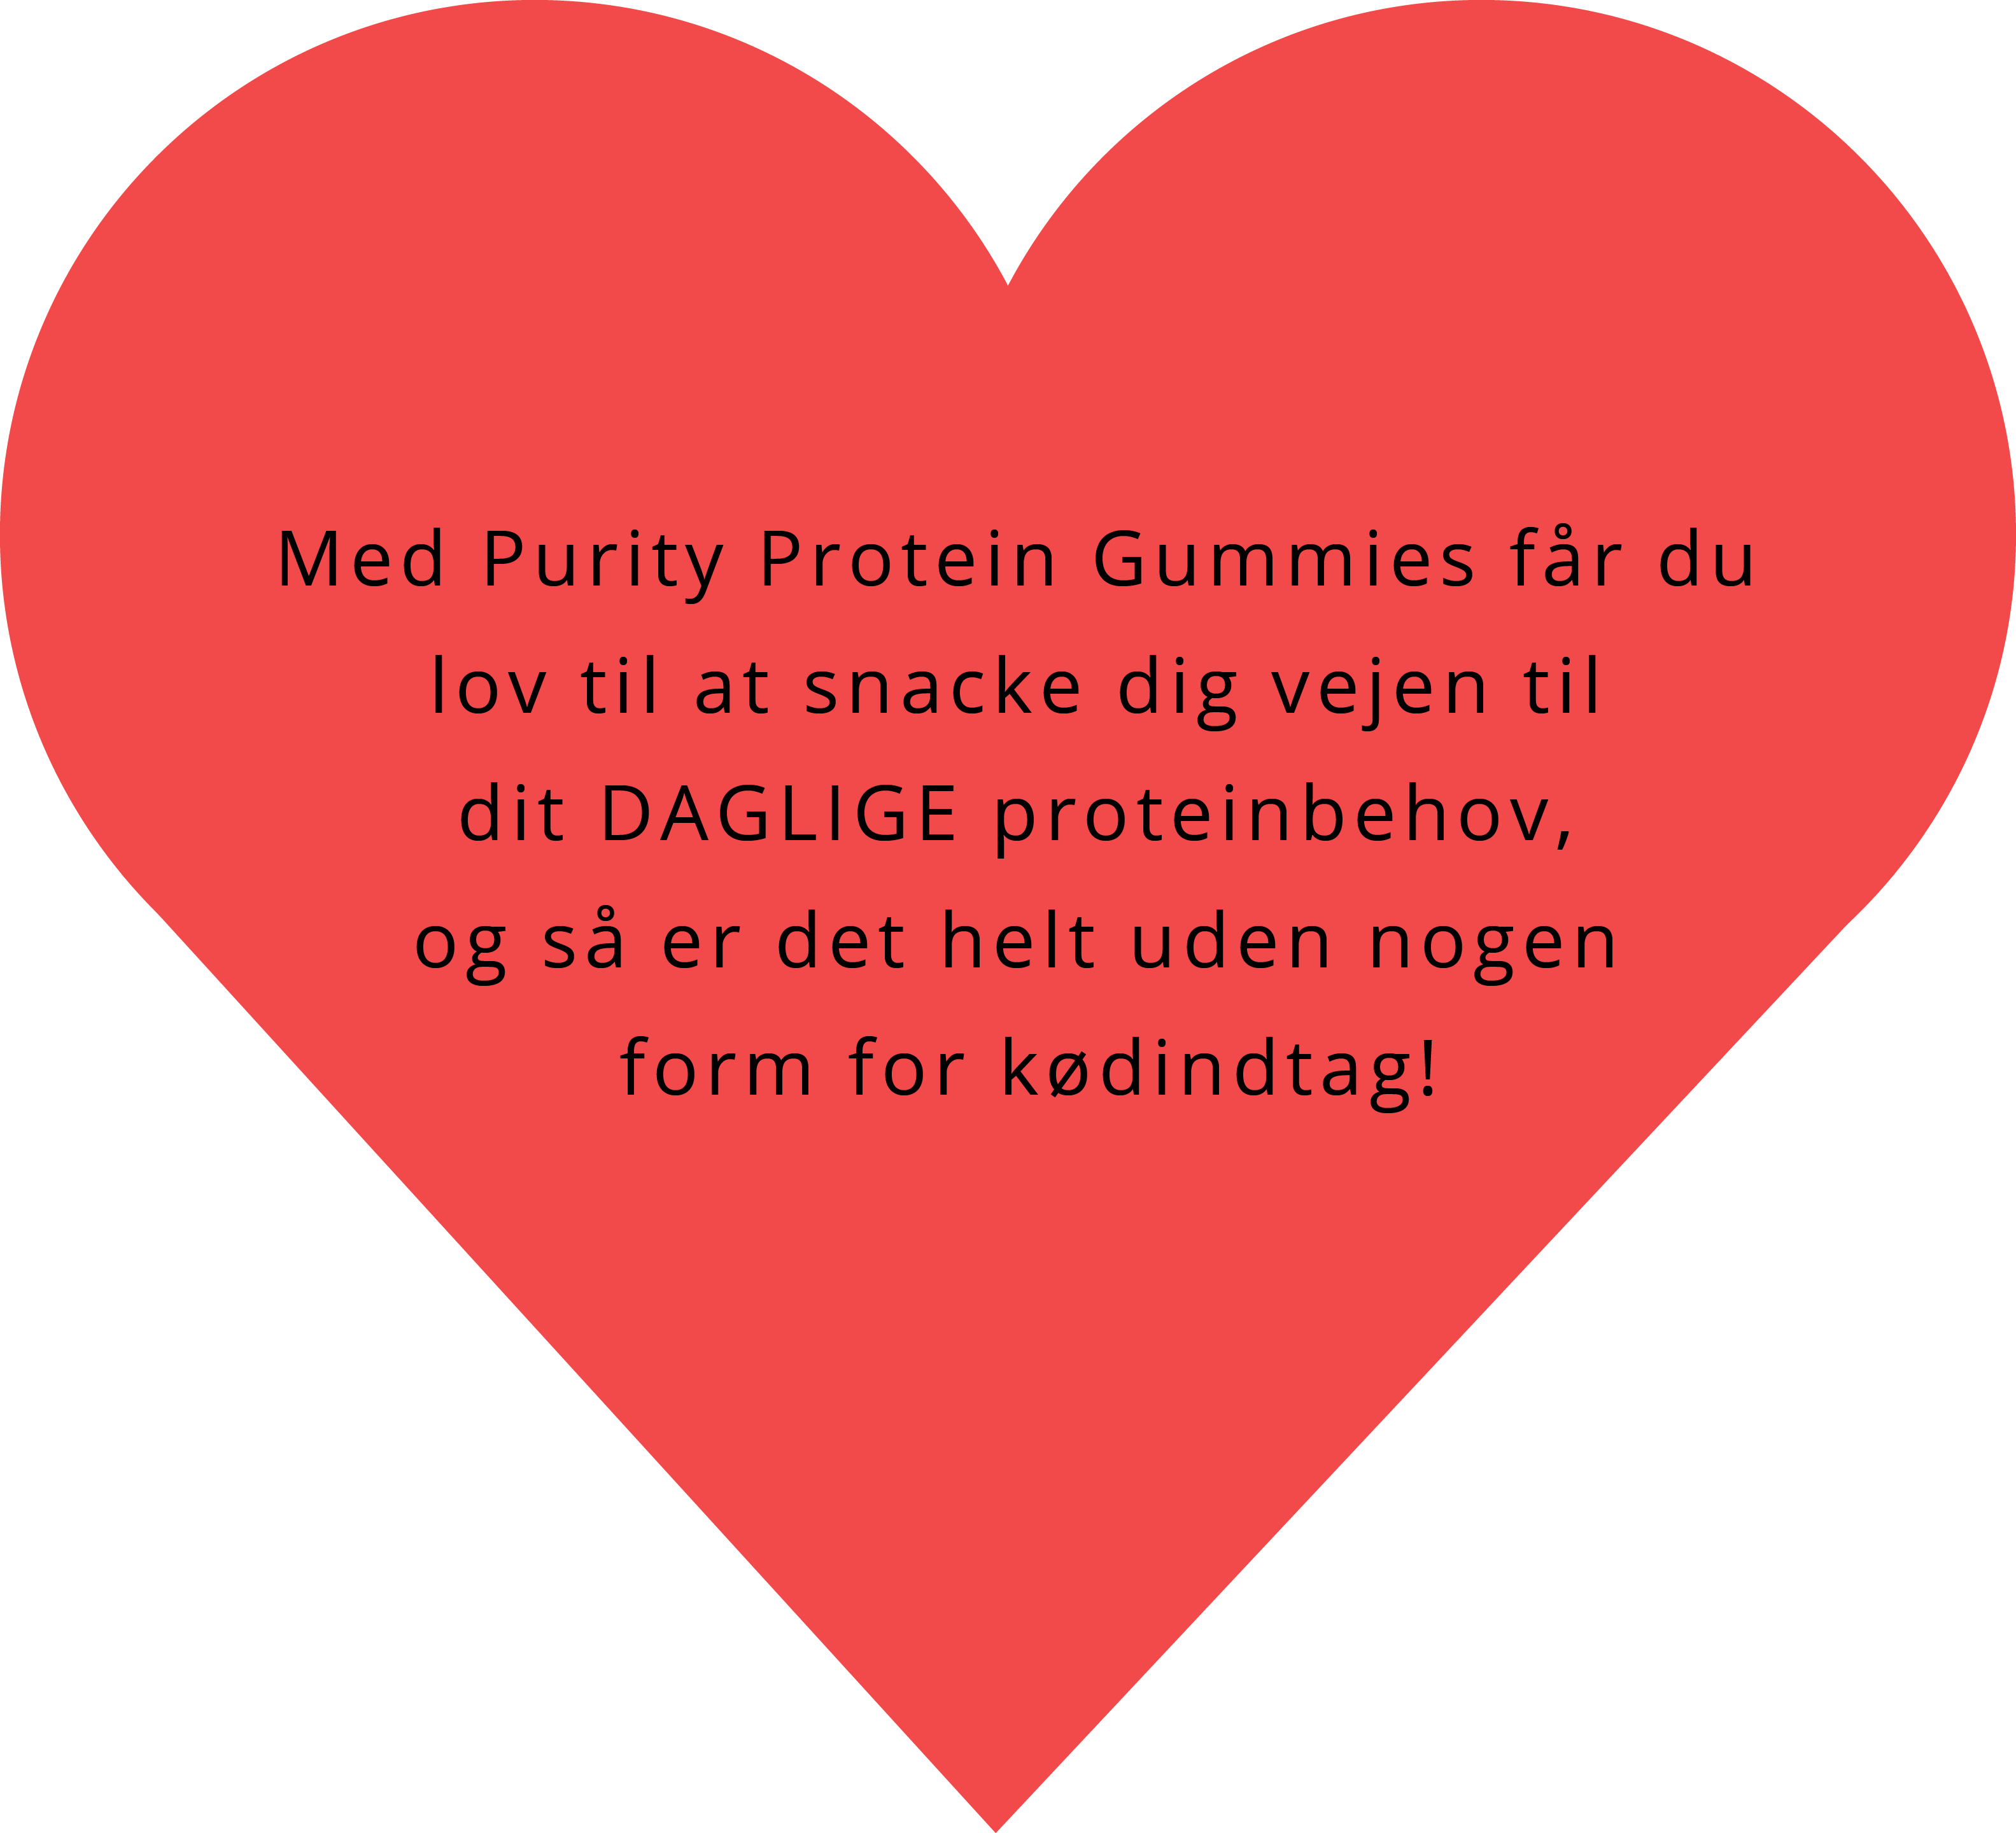 Med Purity Protein Gummies får du
lov til at snacke dig vejen til
dit DAGLIGE proteinbehov,
og så er det helt uden nogen
form for kødindtag!